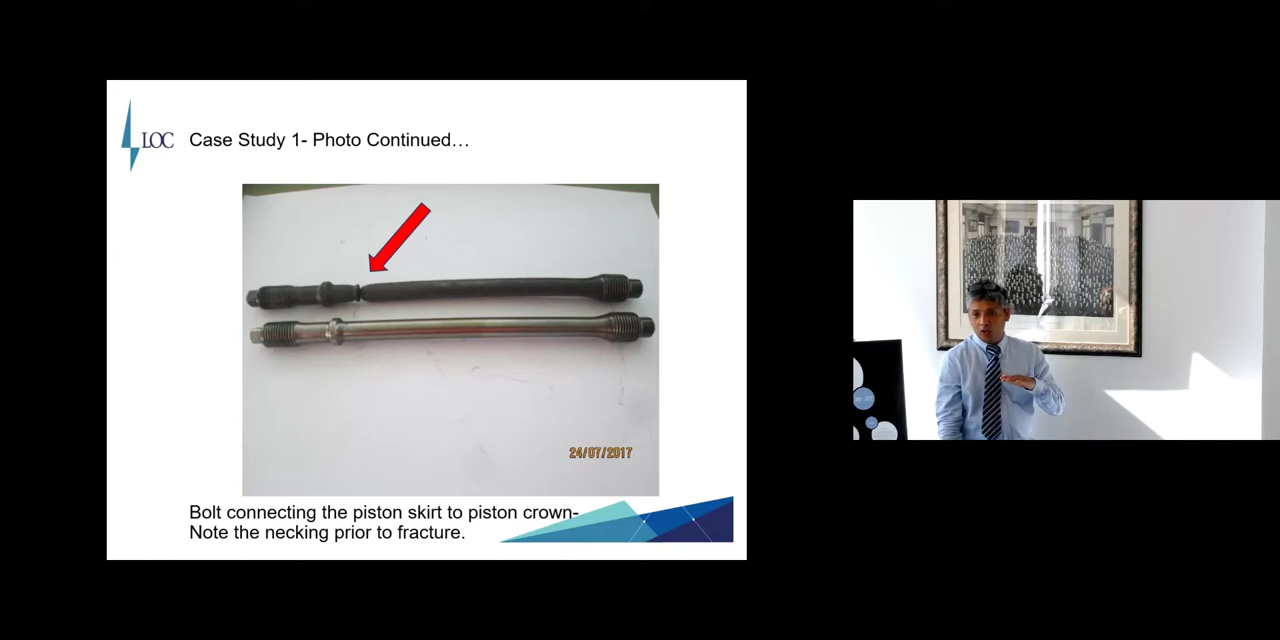 LOC
Case Study 1- Photo Continued…
24/07/2017
Bolt connecting the piston skirt to piston crown-
Note the necking prior to fracture.